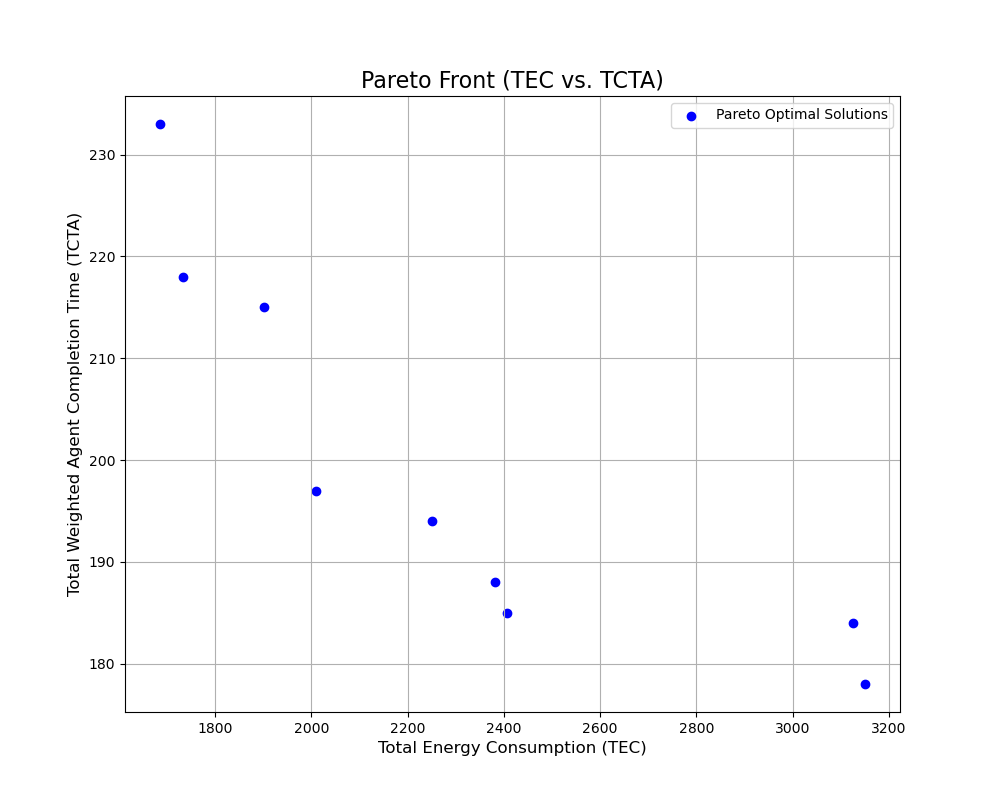 Pareto Front (TEC vs. TCTA)
Pareto Optimal Solutions
Total Weighted Agent Completion Time (TCTA)
230
220
210
200
190
180
1800 2000 2200 2400 2600 2800 3000 3200
Total Energy Consumption (TEC)